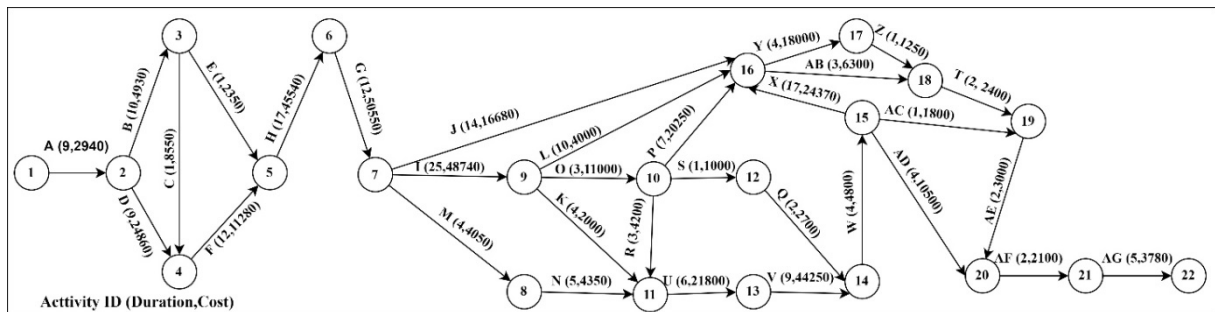 3
6
17
Y (4,18000)
Z (1,1250)
16
AB (3,6300)
18
T (2, 2400)
B (10,4930)
E (1,2350)
H (17,45540)
G (12,50550)
J (14,16680)
L (10,4000)
P (7,20250)
X (17,24370)
15
AC (1,1800)
19
A (9,2940)
1
2
C (1,8550)
5
7
I (25,48740)
9
O (3,11000)
10
S (1,1000)
12
D (9,24860)
F (12,11280)
M (4,4050)
K (4,2000)
R (3,4200)
Q (2,2700)
W (4,4800)
AD (4,10500)
AE (2,3000)
4
8
N (5,4350)
11
U (6,21800)
13
V (9,44250)
14
20
AF (2,2100)
21
AG (5,3780)
22
Acttivity ID (Duration,Cost)